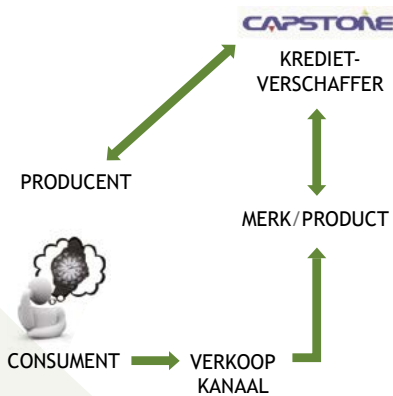 CAPSTONE
KREDIET-
VERSCHAFFER
PRODUCENT
MERK/PRODUCT
CONSUMENT
VERKOOP
KANAAL